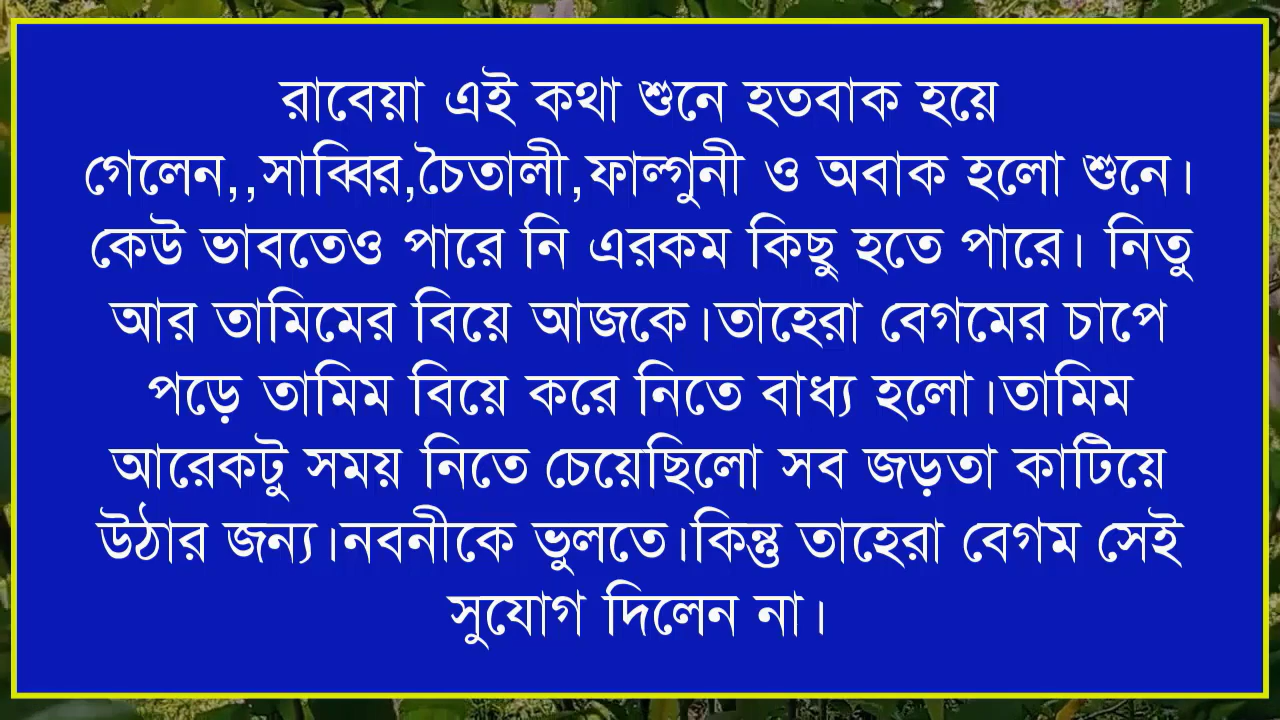 রাবেয়া এই কথা শুনে হতবাক হয়ে
গেলেন,,সাব্বির,চৈতালী,ফাল্গুনী ও অবাক হলো শুনে।
কেউ ভাবতেও পারে নি এরকম কিছু হতে পারে। নিতু
আর তামিমের বিয়ে আজকে।তাহেরা বেগমের চাপে
পড়ে তামিম বিয়ে করে নিতে বাধ্য হলো।তামিম
আরেকটু সময় নিতে চেয়েছিলো সব জড়তা কাটিয়ে
উঠার জন্য।নবনীকে ভুলতে।কিন্তু তাহেরা বেগম সেই
সুযোগ দিলেন না।